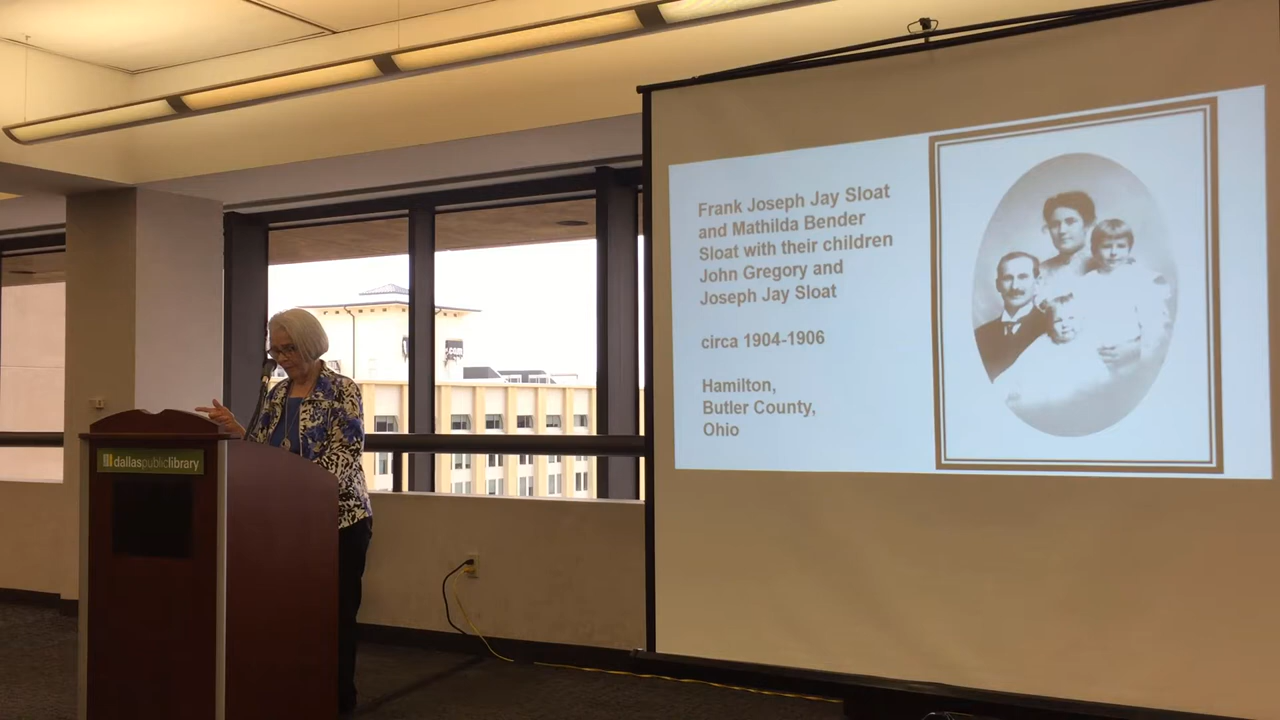 Frank Joseph Jay Sloat
and Mathilda Bender
Sloat with their children
John Gregory and
Joseph Jay Sloat
circa 1904-1906
Hamilton,
Butler County,
Ohio
dallaspubliclibrary